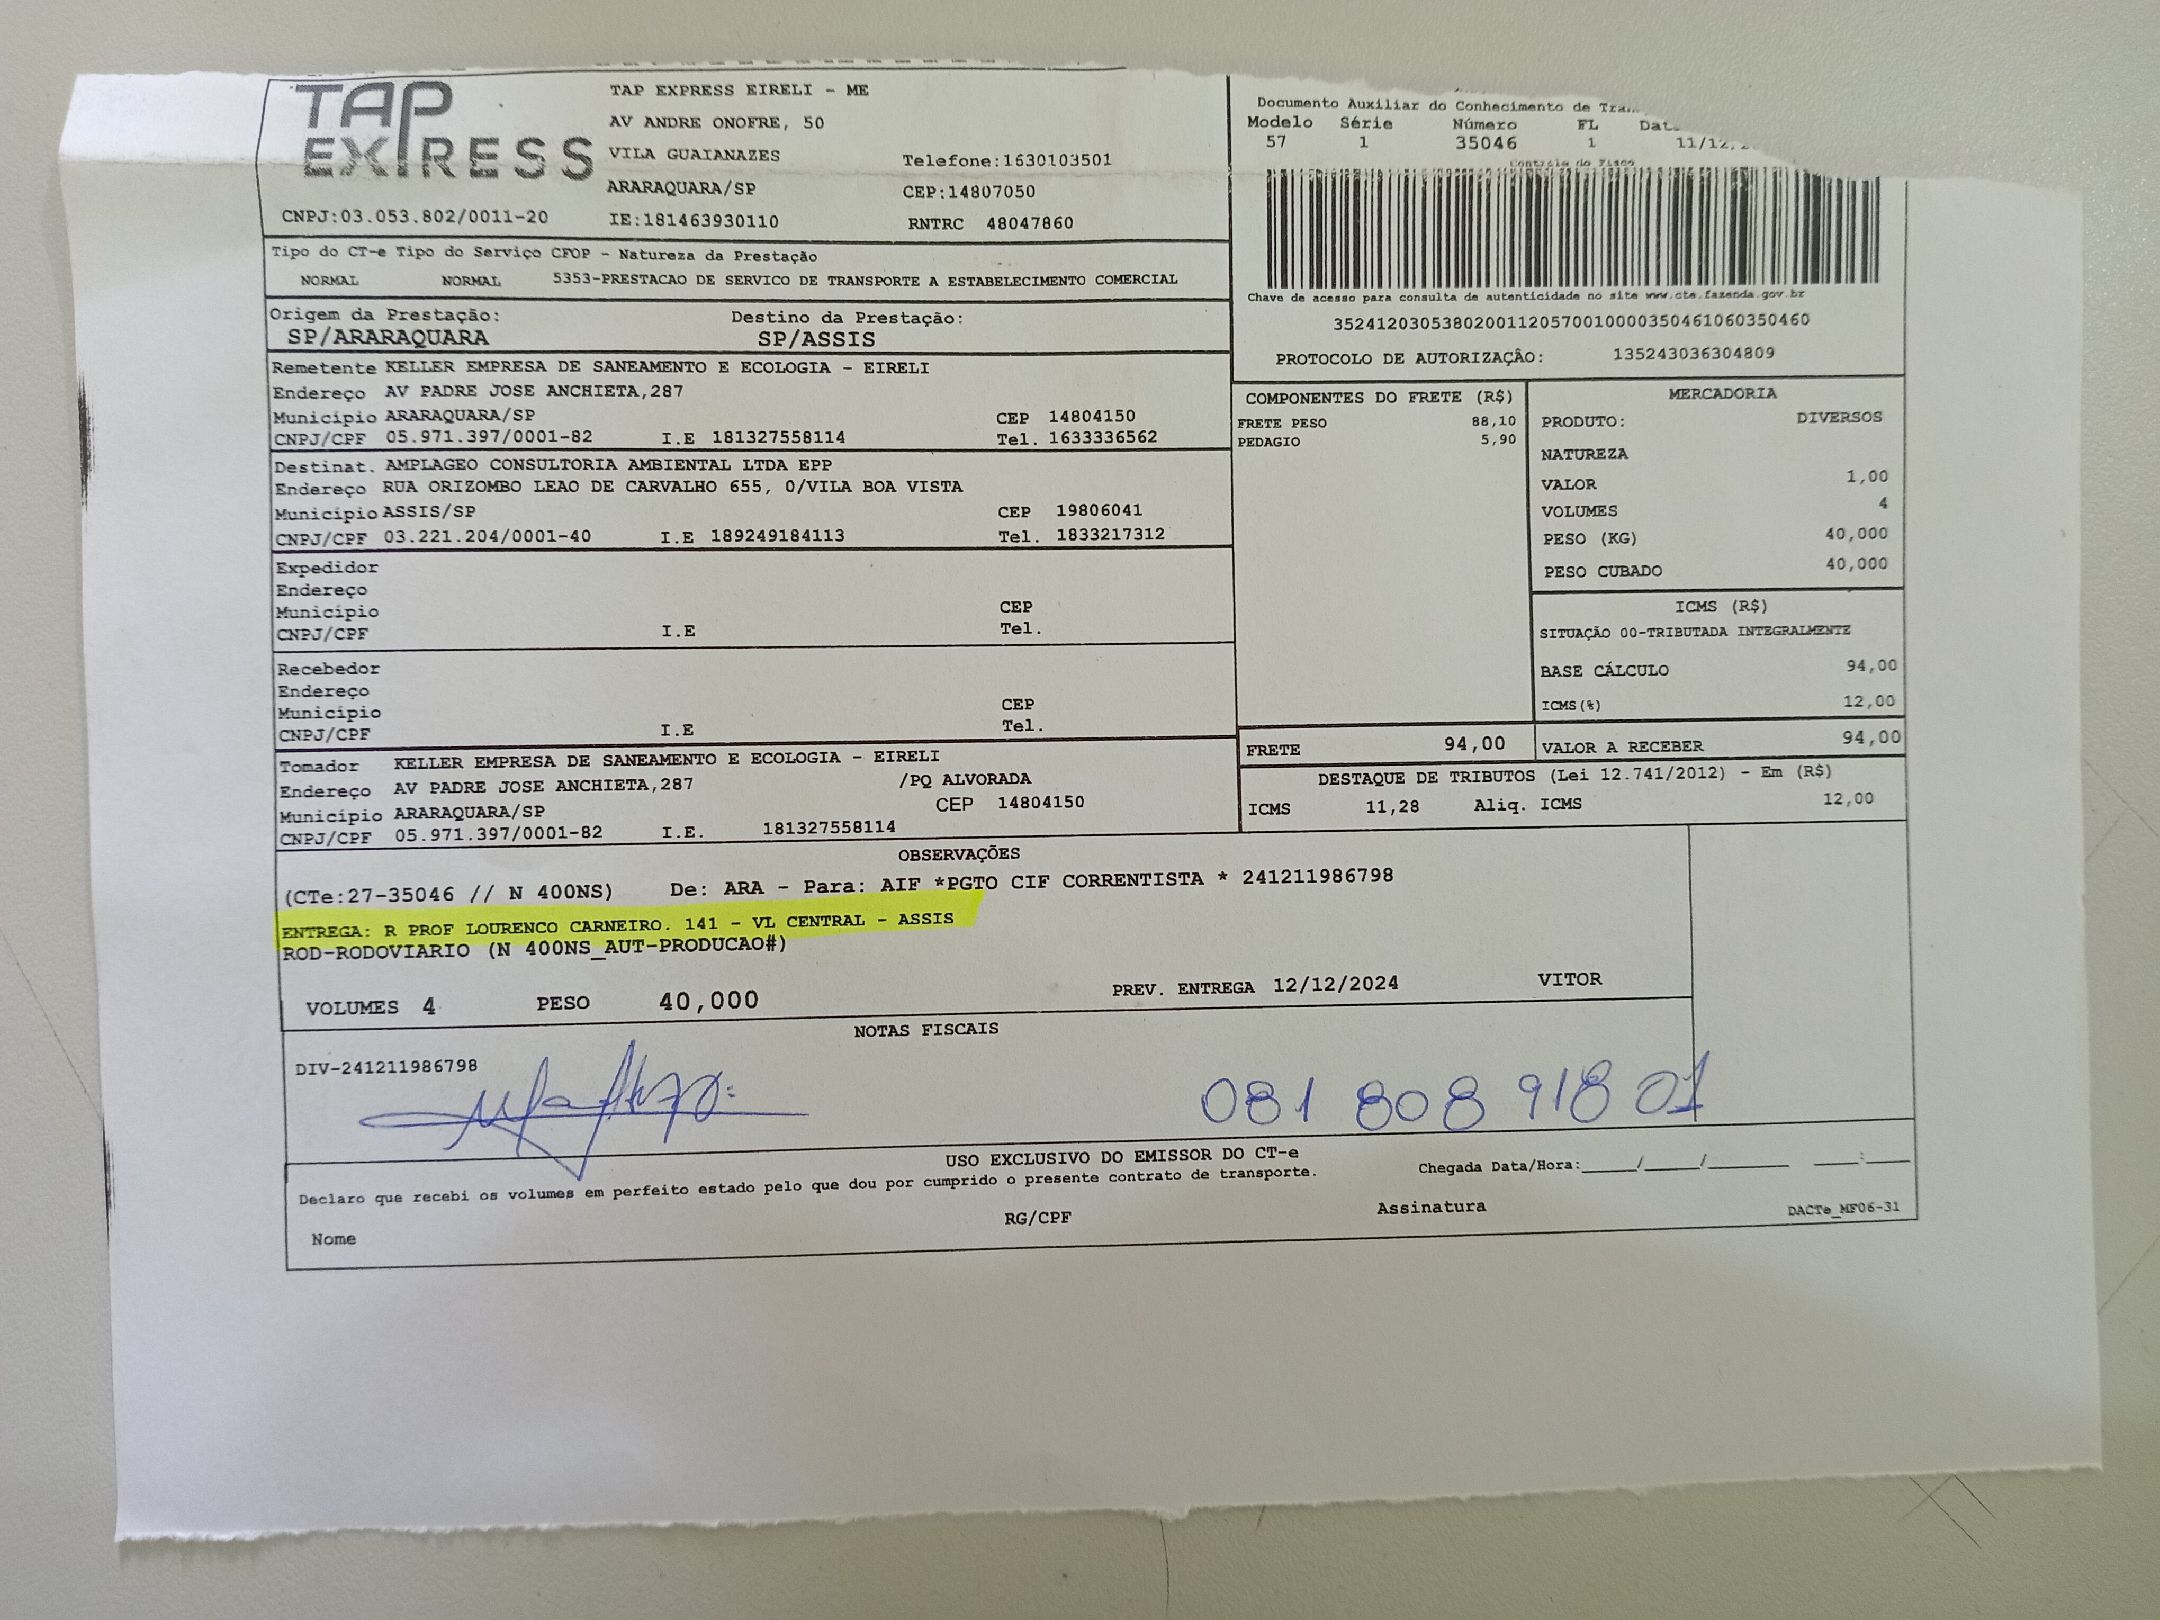 TAP EXPRESS
TAP EXPRESS EIRELI - ME
AV ANDRE ONOFRE, 50
VILA GUAIANAZES Telefone:1630103501
ARARAQUARA/SP CEP:14807050
CNPJ:03.053.802/0011-20 IE:181463930110 RNTRC 48047860
Documento Auxiliar do Conhecimento de
Modelo Série Número FL
57 1 35046 1 11/12
Controle do Fisco
Chave de acesso para consulta de autenticidade no site www.cte.fazenda.gov.br
35241203053802001120570010000350461060350460
PROTOCOLO DE AUTORIZAÇÃO: 135243036304809
Tipo do CT-e Tipo do Serviço CFOP - Natureza da Prestação
NORMAL NORMAL 5353-PRESTACAO DE SERVICO DE TRANSPORTE A ESTABELECIMENTO COMERCIAL
Origem da Prestação: Destino da Prestação:
SP/ARARAQUARA SP/ASSIS
Remetente KELLER EMPRESA DE SANEAMENTO E ECOLOGIA - EIRELI
Endereço AV PADRE JOSE ANCHIETA,287
Município ARARAQUARA/SP CEP 14804150
CNPJ/CPF 05.971.397/0001-82 I.E 181327558114 Tel. 1633336562
Destinat. AMPLAGEO CONSULTORIA AMBIENTAL LTDA EPP
Endereço RUA ORIZOMBO LEAO DE CARVALHO 655, 0/VILA BOA VISTA
Município ASSIS/SP CEP 19806041
CNPJ/CPF 03.221.204/0001-40 I.E 189249184113 Tel. 1833217312
Expedidor
Endereço
Município CEP
CNPJ/CPF I.E Tel.
Recebedor
Endereço
Município CEP
CNPJ/CPF I.E Tel.
Tomador KELLER EMPRESA DE SANEAMENTO E ECOLOGIA - EIRELI
Endereço AV PADRE JOSE ANCHIETA,287 /PQ ALVORADA
Município ARARAQUARA/SP CEP 14804150
CNPJ/CPF 05.971.397/0001-82 I.E. 181327558114
COMPONENTES DO FRETE (R$)
FRETE PESO 88,10
PEDAGIO 5,90
MERCADORIA
PRODUTO: DIVERSOS
NATUREZA
VALOR 1,00
VOLUMES 4
PESO (KG) 40,000
PESO CUBADO 40,000
ICMS (R$)
SITUAÇÃO 00-TRIBUTADA INTEGRALMENTE
BASE CÁLCULO 94,00
ICMS(%) 12,00
FRETE 94,00 VALOR A RECEBER 94,00
DESTAQUE DE TRIBUTOS (Lei 12.741/2012) - Em (R$)
ICMS 11,28 Aliq. ICMS 12,00
OBSERVAÇÕES
(CTe:27-35046 // N 400NS) De: ARA - Para: AIF *PGTO CIF CORRENTISTA * 241211986798
ENTREGA: R PROF LOURENCO CARNEIRO. 141 - VL CENTRAL - ASSIS
ROD-RODOVIARIO (N 400NS_AUT-PRODUCAO#)
VOLUMES 4 PESO 40,000 PREV. ENTREGA 12/12/2024 VITOR
NOTAS FISCAIS
DIV-241211986798
081 808 918 01
USO EXCLUSIVO DO EMISSOR DO CT-e
Declaro que recebi os volumes em perfeito estado pelo que dou por cumprido o presente contrato de transporte.
Chegada Data/Hora:____/____/______ ___:___
Nome RG/CPF Assinatura DACTe_MF06-31